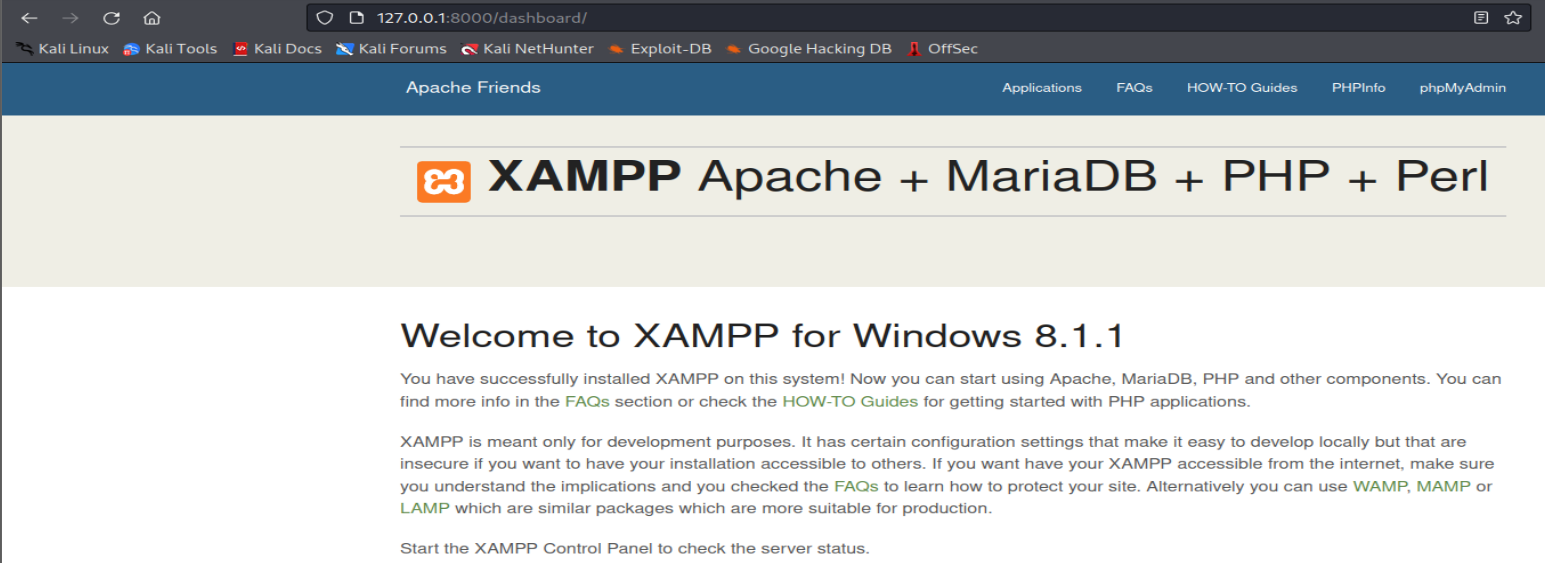 127.0.0.1:8000/dashboard/
Kali Linux Kali Tools Kali Docs Kali Forums Kali NetHunter Exploit-DB Google Hacking DB OffSec
Apache Friends Applications FAQs HOW-TO Guides PHPInfo phpMyAdmin
XAMPP Apache + MariaDB + PHP + Perl
Welcome to XAMPP for Windows 8.1.1
You have successfully installed XAMPP on this system! Now you can start using Apache, MariaDB, PHP and other components. You can
find more info in the FAQs section or check the HOW-TO Guides for getting started with PHP applications.
XAMPP is meant only for development purposes. It has certain configuration settings that make it easy to develop locally but that are
insecure if you want to have your installation accessible to others. If you want have your XAMPP accessible from the internet, make sure
you understand the implications and you checked the FAQs to learn how to protect your site. Alternatively you can use WAMP, MAMP or
LAMP which are similar packages which are more suitable for production.
Start the XAMPP Control Panel to check the server status.